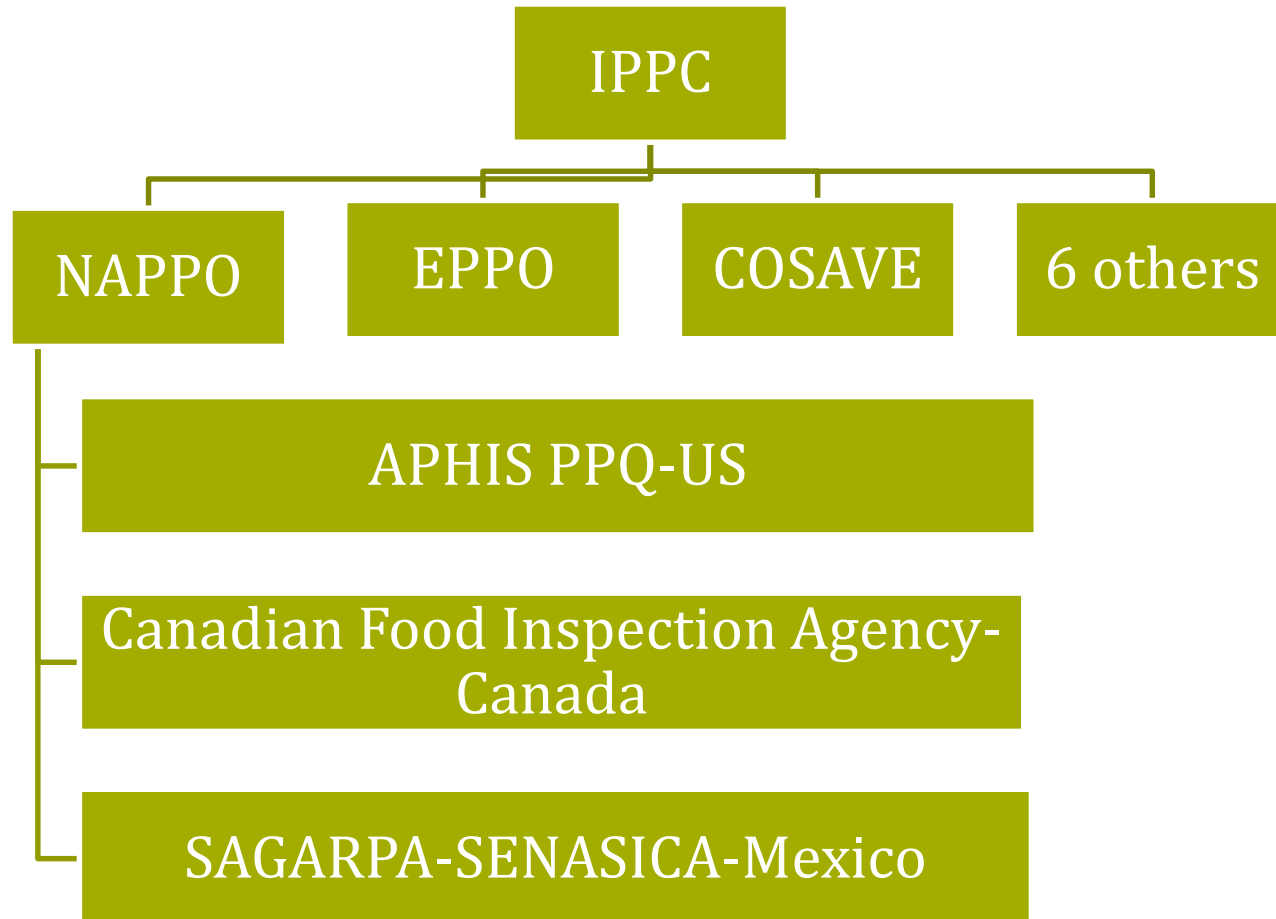 IPPC
NAPPO
EPPO
COSAVE
6 others
APHIS PPQ-US
Canadian Food Inspection Agency-
Canada
SAGARPA-SENASICA-Mexico